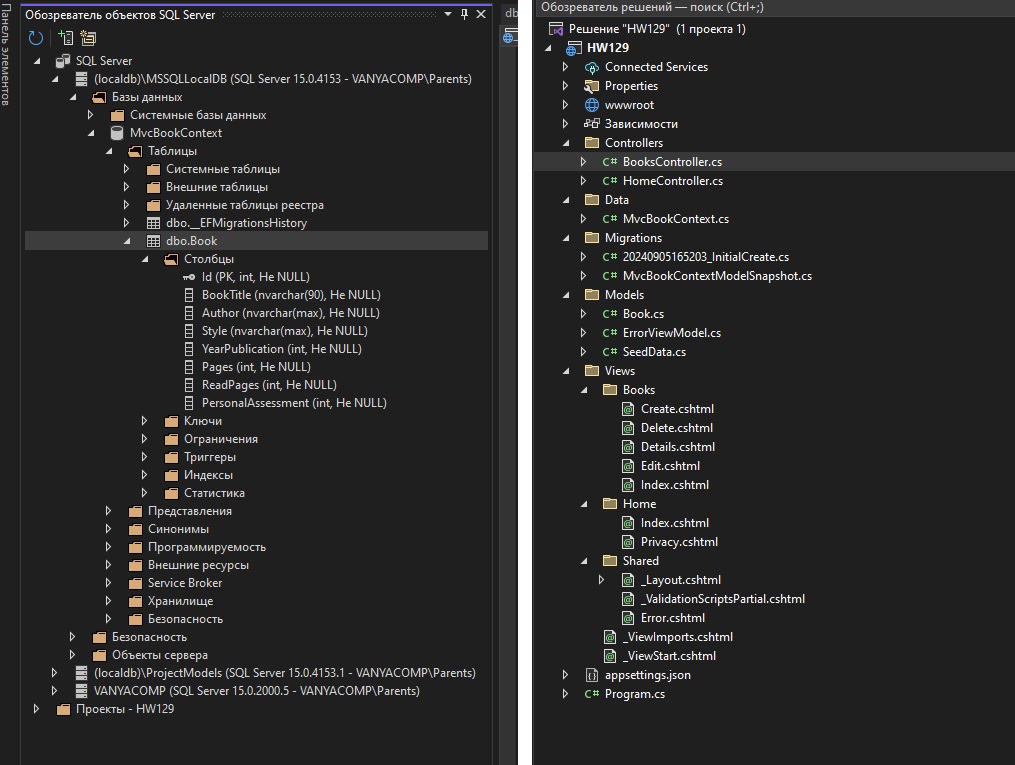 Панель элементов
Обозреватель объектов SQL Server
SQL Server
(localdb)\MSSQLLocalDB (SQL Server 15.0.4153 - VANYACOMP\Parents)
Базы данных
Системные базы данных
MvcBookContext
Таблицы
Системные таблицы
Внешние таблицы
Удаленные таблицы реестра
dbo.__EFMigrationsHistory
dbo.Book
Столбцы
Id (PK, int, Не NULL)
BookTitle (nvarchar(90), Не NULL)
Author (nvarchar(max), Не NULL)
Style (nvarchar(max), Не NULL)
YearPublication (int, Не NULL)
Pages (int, Не NULL)
ReadPages (int, Не NULL)
PersonalAssessment (int, Не NULL)
Ключи
Ограничения
Триггеры
Индексы
Статистика
Представления
Синонимы
Программируемость
Внешние ресурсы
Service Broker
Хранилище
Безопасность
Безопасность
Объекты сервера
(localdb)\ProjectModels (SQL Server 15.0.4153.1 - VANYACOMP\Parents)
VANYACOMP (SQL Server 15.0.2000.5 - VANYACOMP\Parents)
Проекты - HW129
db
Обозреватель решений — поиск (Ctrl+;)
Решение "HW129" (1 проекта 1)
HW129
Connected Services
Properties
wwwroot
Зависимости
Controllers
C# BooksController.cs
C# HomeController.cs
Data
C# MvcBookContext.cs
Migrations
C# 20240905165203_InitialCreate.cs
C# MvcBookContextModelSnapshot.cs
Models
C# Book.cs
C# ErrorViewModel.cs
C# SeedData.cs
Views
Books
Create.cshtml
Delete.cshtml
Details.cshtml
Edit.cshtml
Index.cshtml
Home
Index.cshtml
Privacy.cshtml
Shared
_Layout.cshtml
_ValidationScriptsPartial.cshtml
Error.cshtml
_ViewImports.cshtml
_ViewStart.cshtml
appsettings.json
C# Program.cs